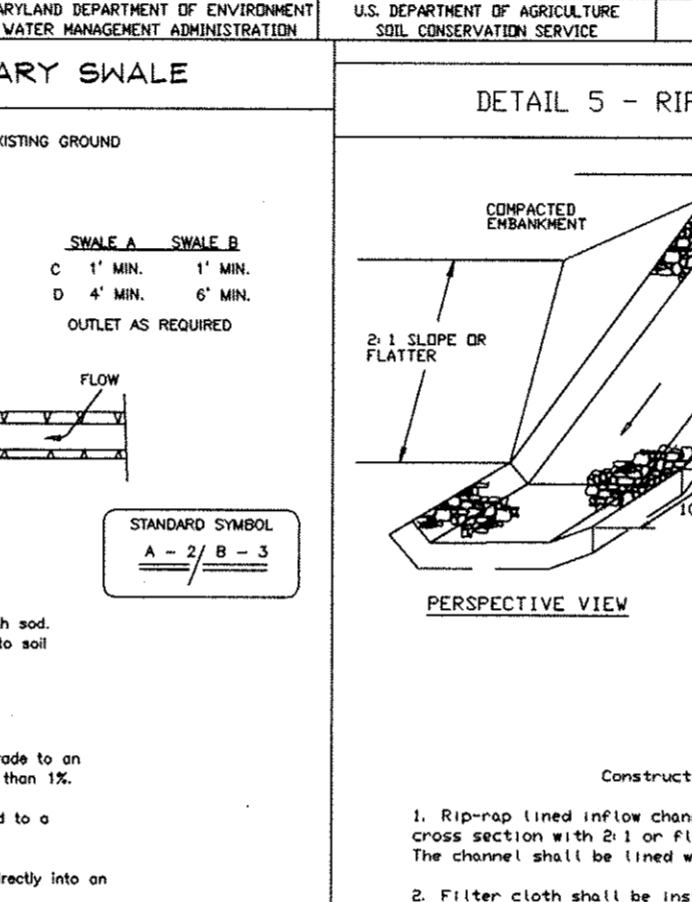 ARYLAND DEPARTMENT OF ENVIRONMENT
WATER MANAGEMENT ADMINISTRATION
U.S. DEPARTMENT OF AGRICULTURE
SOIL CONSERVATION SERVICE
ARY SWALE
XISTING GROUND
SWALE A SWALE B
C 1' MIN. 1' MIN.
D 4' MIN. 6' MIN.
OUTLET AS REQUIRED
FLOW
STANDARD SYMBOL
A - 2 / B - 3
h sod.
to soil
rade to an
than 1%.
d to a
irectly into an
DETAIL 5 - RIP
COMPACTED
EMBANKMENT
2:1 SLOPE OR
FLATTER
10
PERSPECTIVE VIEW
Construct
1. Rip-rap lined inflow chan
cross section with 2:1 or fl
The channel shall be lined w
2. Filter cloth shall be ins